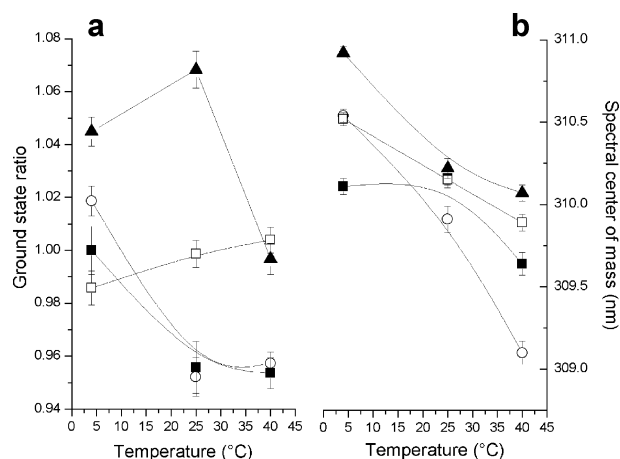 a
b
1.08
1.06
1.04
1.02
1.00
0.98
0.96
0.94
Ground state ratio
0 5 10 15 20 25 30 35 40 45
Temperature (°C)
0 5 10 15 20 25 30 35 40 45
Temperature (°C)
311.0
310.5
310.0
309.5
309.0
Spectral center of mass (nm)